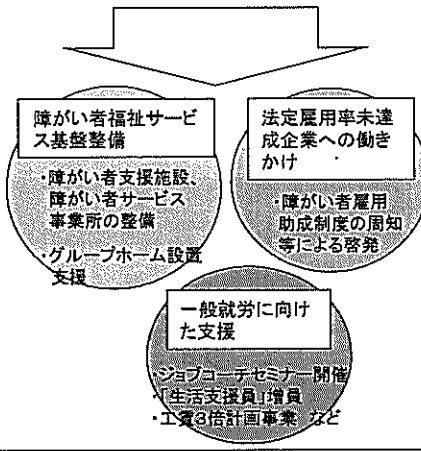 障がい者福祉サービ
ス基盤整備
・障がい者支援施設、
障がい者サービス
事業所の整備
・グループホーム設置
支援
法定雇用率未達
成企業への働き
かけ
・障がい者雇用
助成制度の周知
等による啓発
一般就労に向け
た支援
・ジョブコーチセミナー開催
・「生活支援員」増員
・工賃3倍計画事業 など